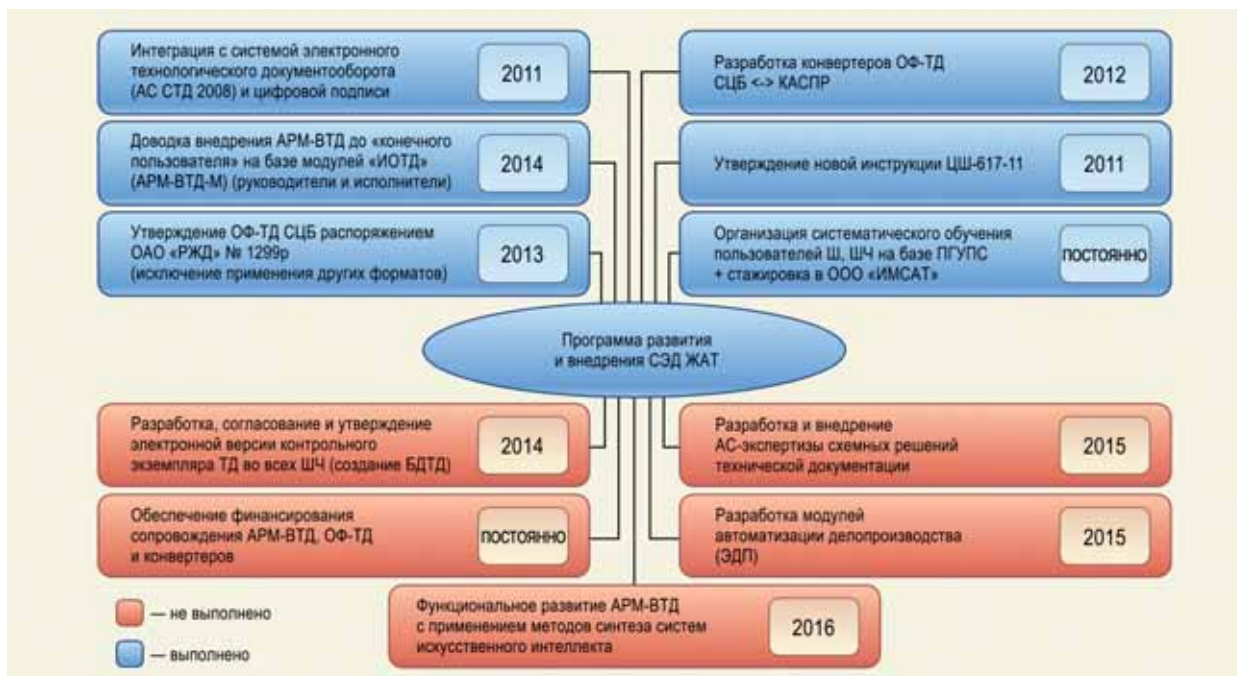 Интеграция с системой электронного
технологического документооборота
(АС СТД 2008) и цифровой подписи
2011
Разработка конвертеров ОФ-ТД
СЦБ <-> КАСПР
2012
Доводка внедрения АРМ-ВТД до «конечного
пользователя» на базе модулей «ИОТД»
(АРМ-ВТД-М) (руководители и исполнители)
2014
Утверждение новой инструкции ЦШ-617-11
2011
Утверждение ОФ-ТД СЦБ распоряжением
ОАО «РЖД» № 1299р
(исключение применения других форматов)
2013
Организация систематического обучения
пользователей Ш, ШЧ на базе ПГУПС
+ стажировка в ООО «ИМСАТ»
ПОСТОЯННО
Программа развития
и внедрения СЭД ЖАТ
Разработка, согласование и утверждение
электронной версии контрольного
экземпляра ТД во всех ШЧ (создание БДТД)
2014
Разработка и внедрение
АС-экспертизы схемных решений
технической документации
2015
Обеспечение финансирования
сопровождения АРМ-ВТД, ОФ-ТД
и конвертеров
ПОСТОЯННО
Разработка модулей
автоматизации делопроизводства
(ЭДП)
2015
Функциональное развитие АРМ-ВТД
с применением методов синтеза систем
искусственного интеллекта
2016
— не выполнено
— выполнено